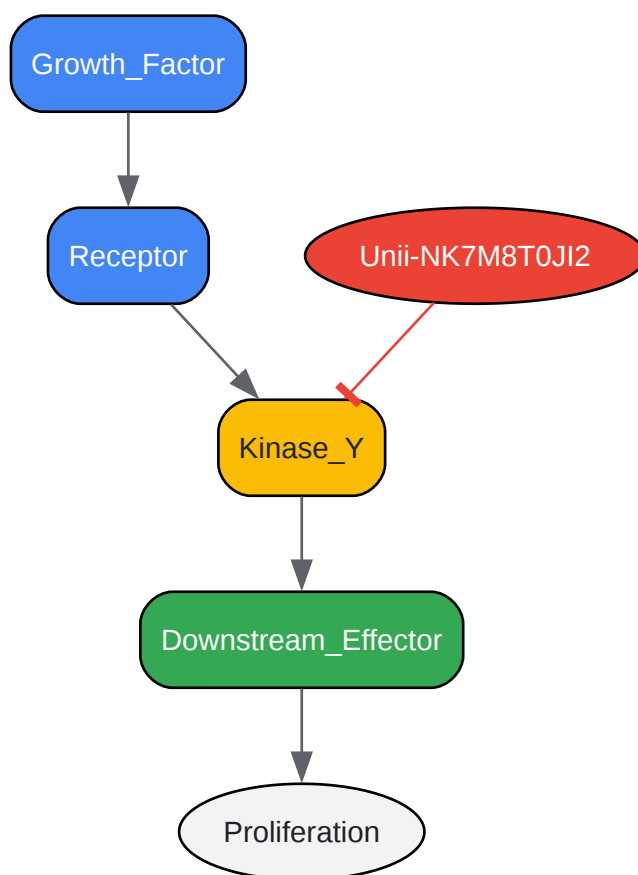 Growth_Factor
Receptor
Unii-NK7M8T0JI2
Kinase_Y
Downstream_Effector
Proliferation